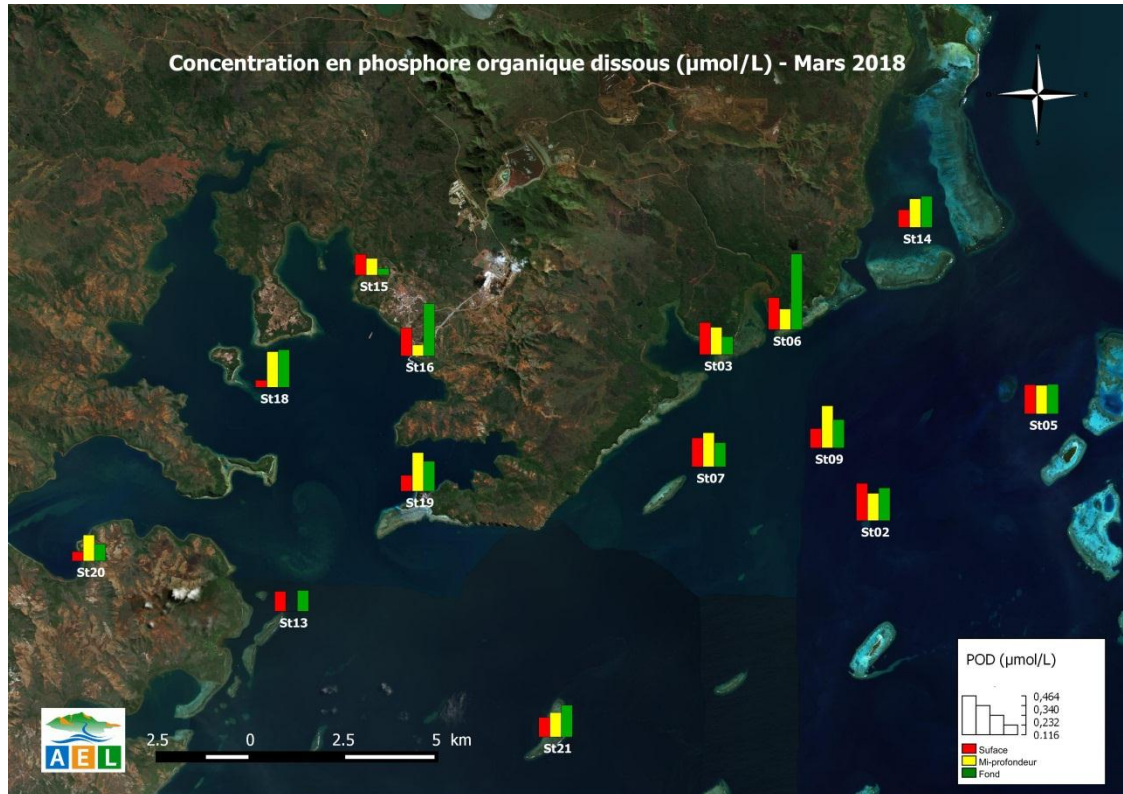 Concentration en phosphore organique dissous (µmol/L) - Mars 2018
N
O
E
S
St14
St15
St06
St16
St03
St18
St05
St09
St07
St19
St02
St20
St13
St21
POD (µmol/L)
0,464
0,340
0,232
0.116
Suface
Mi-profondeur
Fond
AEL
2.5 0 2.5 5 km